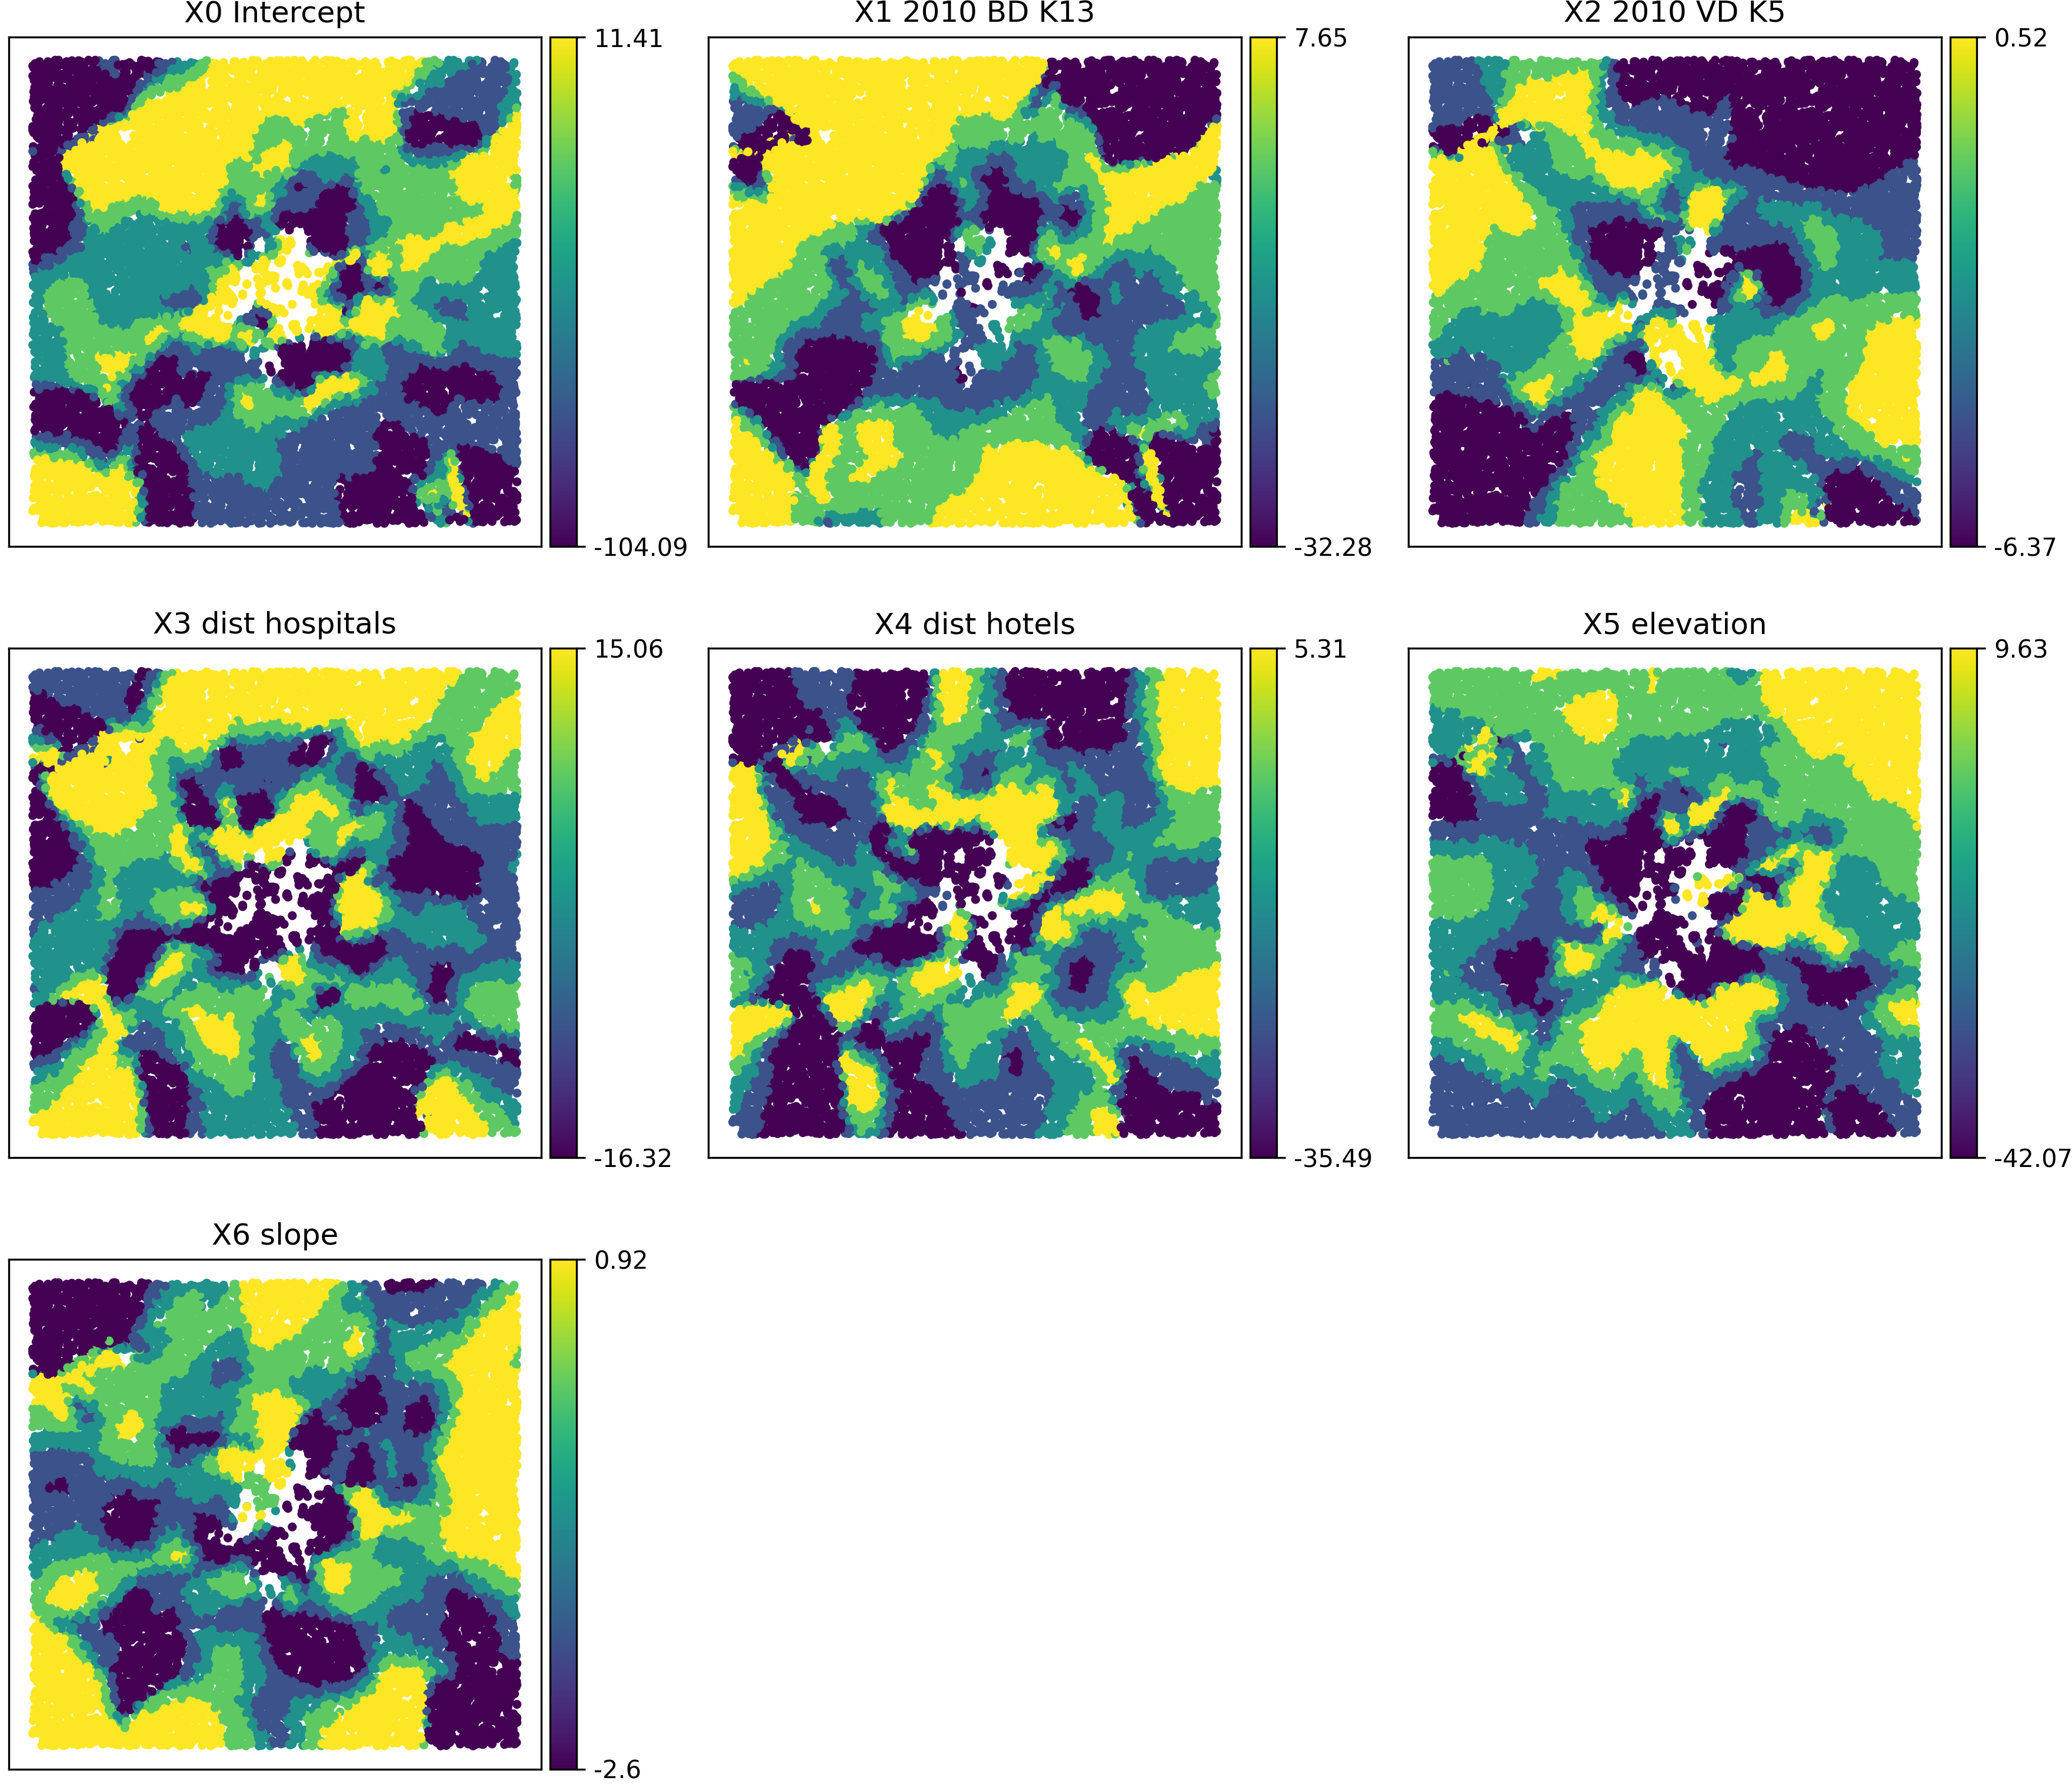 X0 Intercept
11.41
-104.09
X1 2010 BD K13
7.65
-32.28
X2 2010 VD K5
0.52
-6.37
X3 dist hospitals
15.06
-16.32
X4 dist hotels
5.31
-35.49
X5 elevation
9.63
-42.07
X6 slope
0.92
-2.6